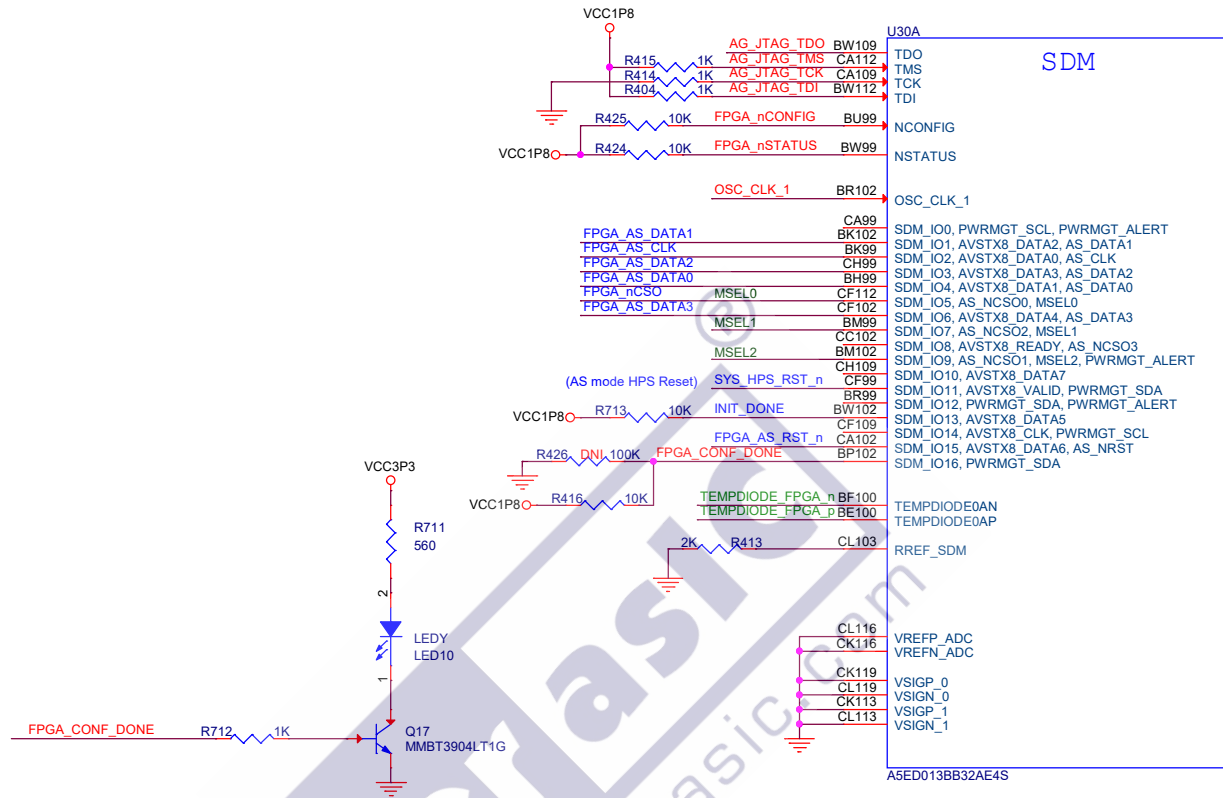 VCC1P8
U30A
SDM
AG_JTAG_TDO BW109 TDO
R415 1K AG_JTAG_TMS CA112 TMS
R414 1K AG_JTAG_TCK CA109 TCK
R404 1K AG_JTAG_TDI BW112 TDI
R425 10K FPGA_nCONFIG BU99 NCONFIG
VCC1P8 R424 10K FPGA_nSTATUS BW99 NSTATUS
OSC_CLK_1 BR102 OSC_CLK_1
CA99 SDM_IO0, PWRMGT_SCL, PWRMGT_ALERT
FPGA_AS_DATA1 BK102 SDM_IO1, AVSTX8_DATA2, AS_DATA1
FPGA_AS_CLK BK99 SDM_IO2, AVSTX8_DATA0, AS_CLK
FPGA_AS_DATA2 CH99 SDM_IO3, AVSTX8_DATA3, AS_DATA2
FPGA_AS_DATA0 BH99 SDM_IO4, AVSTX8_DATA1, AS_DATA0
FPGA_nCSO MSEL0 CF112 SDM_IO5, AS_NCSO0, MSEL0
FPGA_AS_DATA3 CF102 SDM_IO6, AVSTX8_DATA4, AS_DATA3
MSEL1 BM99 SDM_IO7, AS_NCSO2, MSEL1
CC102 SDM_IO8, AVSTX8_READY, AS_NCSO3
MSEL2 BM102 SDM_IO9, AS_NCSO1, MSEL2, PWRMGT_ALERT
CH109 SDM_IO10, AVSTX8_DATA7
(AS mode HPS Reset) SYS_HPS_RST_n CF99 SDM_IO11, AVSTX8_VALID, PWRMGT_SDA
BR99 SDM_IO12, PWRMGT_SDA, PWRMGT_ALERT
VCC1P8 R713 10K INIT_DONE BW102 SDM_IO13, AVSTX8_DATA5
CF109 SDM_IO14, AVSTX8_CLK, PWRMGT_SCL
FPGA_AS_RST_n CA102 SDM_IO15, AVSTX8_DATA6, AS_NRST
R426 DNI 100K FPGA_CONF_DONE BP102 SDM_IO16, PWRMGT_SDA
VCC3P3
VCC1P8 R416 10K
TEMPDIODE_FPGA_n BF100 TEMPDIODE0AN
TEMPDIODE_FPGA_p BE100 TEMPDIODE0AP
R711
560
2K R413 CL103 RREF_SDM
2
LEDY
LED10
1
CL116 VREFP_ADC
CK116 VREFN_ADC
CK119 VSIGP_0
CL119 VSIGN_0
CK113 VSIGP_1
CL113 VSIGN_1
FPGA_CONF_DONE R712 1K
Q17
MMBT3904LT1G
A5ED013BB32AE4S
asic
®
asic.com